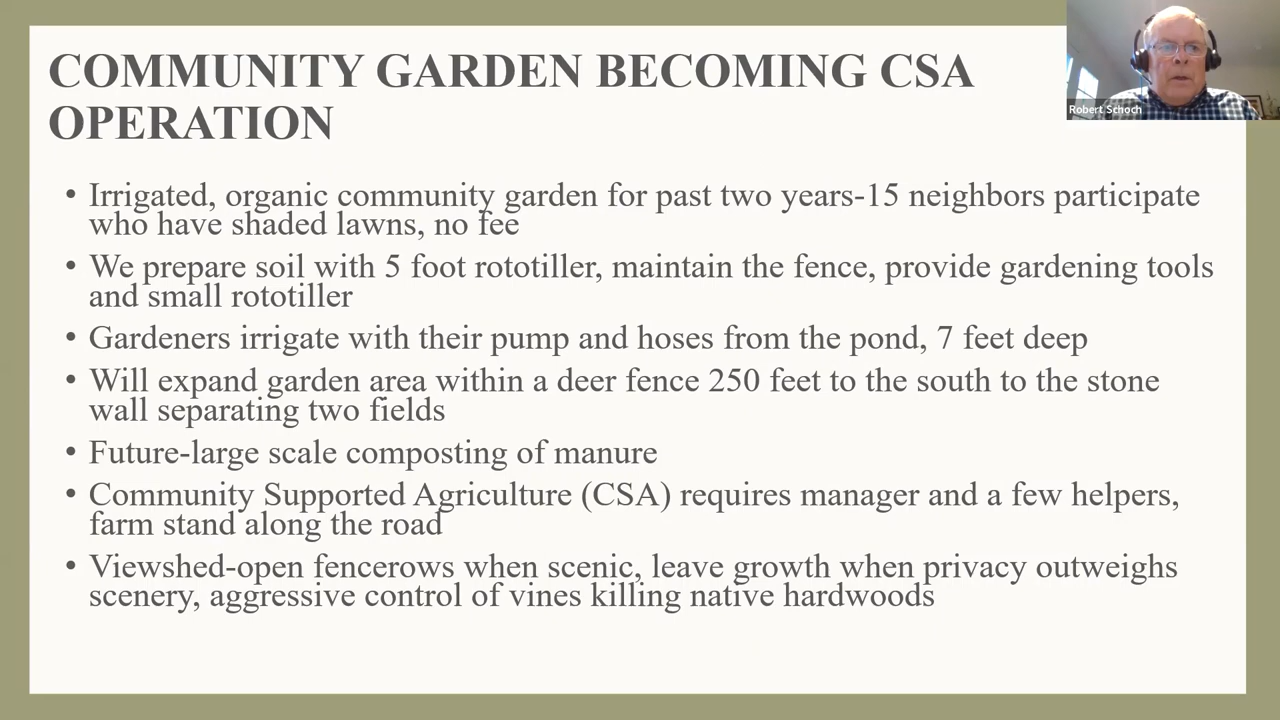 COMMUNITY GARDEN BECOMING CSA
OPERATION
Robert Schoch
• Irrigated, organic community garden for past two years-15 neighbors participate
who have shaded lawns, no fee
• We prepare soil with 5 foot rototiller, maintain the fence, provide gardening tools
and small rototiller
• Gardeners irrigate with their pump and hoses from the pond, 7 feet deep
• Will expand garden area within a deer fence 250 feet to the south to the stone
wall separating two fields
• Future-large scale composting of manure
• Community Supported Agriculture (CSA) requires manager and a few helpers,
farm stand along the road
• Viewshed-open fencerows when scenic, leave growth when privacy outweighs
scenery, aggressive control of vines killing native hardwoods